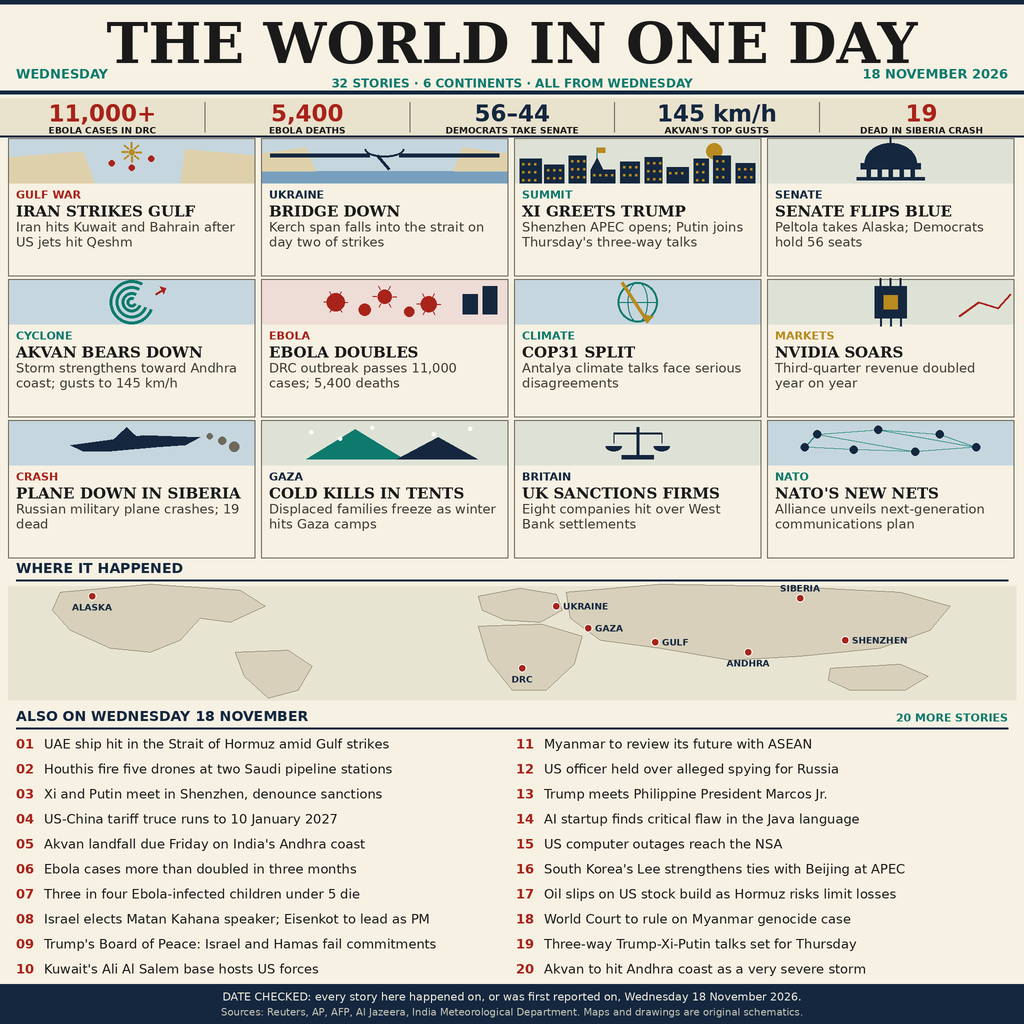 THE WORLD IN ONE DAY
WEDNESDAY
32 STORIES · 6 CONTINENTS · ALL FROM WEDNESDAY
18 NOVEMBER 2026
11,000+
EBOLA CASES IN DRC
5,400
EBOLA DEATHS
56–44
DEMOCRATS TAKE SENATE
145 km/h
AKVAN'S TOP GUSTS
19
DEAD IN SIBERIA CRASH
GULF WAR
IRAN STRIKES GULF
Iran hits Kuwait and Bahrain after
US jets hit Qeshm
UKRAINE
BRIDGE DOWN
Kerch span falls into the strait on
day two of strikes
SUMMIT
XI GREETS TRUMP
Shenzhen APEC opens; Putin joins
Thursday's three-way talks
SENATE
SENATE FLIPS BLUE
Peltola takes Alaska; Democrats
hold 56 seats
CYCLONE
AKVAN BEARS DOWN
Storm strengthens toward Andhra
coast; gusts to 145 km/h
EBOLA
EBOLA DOUBLES
DRC outbreak passes 11,000
cases; 5,400 deaths
CLIMATE
COP31 SPLIT
Antalya climate talks face serious
disagreements
MARKETS
NVIDIA SOARS
Third-quarter revenue doubled
year on year
CRASH
PLANE DOWN IN SIBERIA
Russian military plane crashes; 19
dead
GAZA
COLD KILLS IN TENTS
Displaced families freeze as winter
hits Gaza camps
BRITAIN
UK SANCTIONS FIRMS
Eight companies hit over West
Bank settlements
NATO
NATO'S NEW NETS
Alliance unveils next-generation
communications plan
WHERE IT HAPPENED
ALASKA
UKRAINE
GAZA
DRC
GULF
SIBERIA
ANDHRA
SHENZHEN
ALSO ON WEDNESDAY 18 NOVEMBER
20 MORE STORIES
01 UAE ship hit in the Strait of Hormuz amid Gulf strikes
02 Houthis fire five drones at two Saudi pipeline stations
03 Xi and Putin meet in Shenzhen, denounce sanctions
04 US-China tariff truce runs to 10 January 2027
05 Akvan landfall due Friday on India's Andhra coast
06 Ebola cases more than doubled in three months
07 Three in four Ebola-infected children under 5 die
08 Israel elects Matan Kahana speaker; Eisenkot to lead as PM
09 Trump's Board of Peace: Israel and Hamas fail commitments
10 Kuwait's Ali Al Salem base hosts US forces
11 Myanmar to review its future with ASEAN
12 US officer held over alleged spying for Russia
13 Trump meets Philippine President Marcos Jr.
14 AI startup finds critical flaw in the Java language
15 US computer outages reach the NSA
16 South Korea's Lee strengthens ties with Beijing at APEC
17 Oil slips on US stock build as Hormuz risks limit losses
18 World Court to rule on Myanmar genocide case
19 Three-way Trump-Xi-Putin talks set for Thursday
20 Akvan to hit Andhra coast as a very severe storm
DATE CHECKED: every story here happened on, or was first reported on, Wednesday 18 November 2026.
Sources: Reuters, AP, AFP, Al Jazeera, India Meteorological Department. Maps and drawings are original schematics.